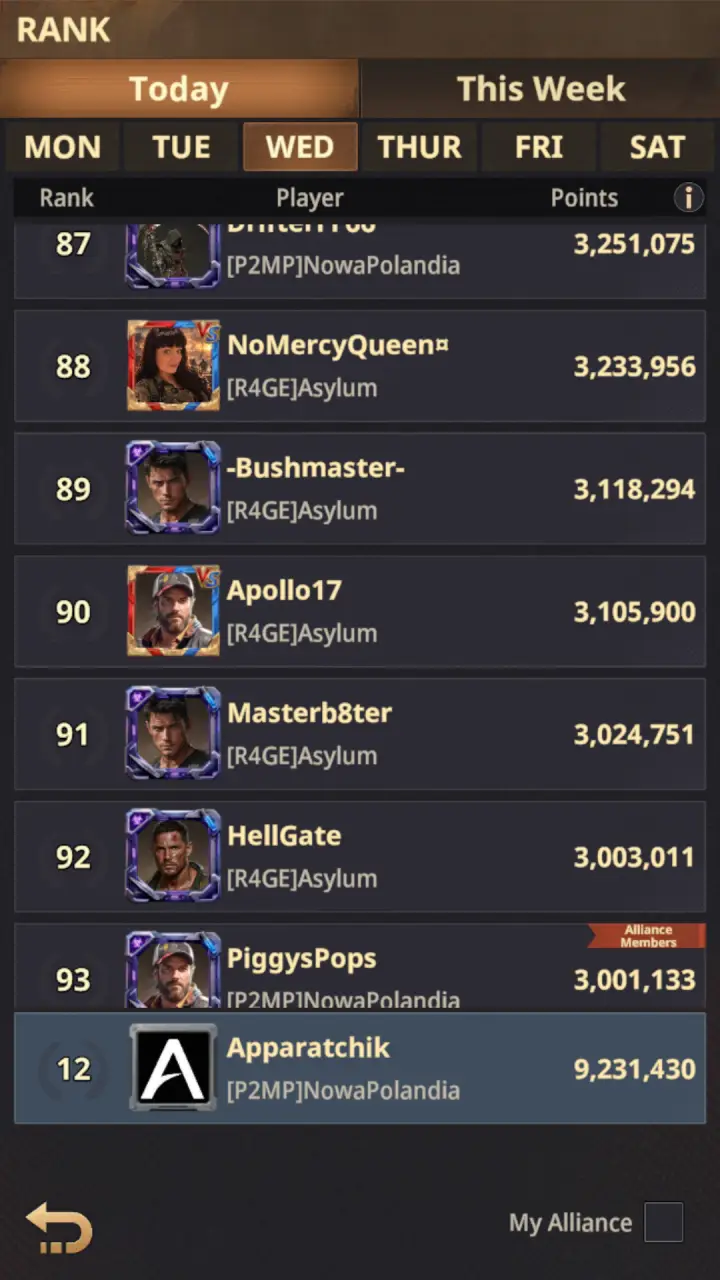 RANK
Today
This Week
MON TUE WED THUR FRI SAT
Rank Player Points
87
3,251,075
[P2MP]NowaPolandia
88
NoMercyQueen¤
[R4GE]Asylum
3,233,956
89
-Bushmaster-
[R4GE]Asylum
3,118,294
90
Apollo17
[R4GE]Asylum
3,105,900
91
Masterb8ter
[R4GE]Asylum
3,024,751
92
HellGate
[R4GE]Asylum
3,003,011
Alliance
Members
93
PiggysPops
[P2MP]NowaPolandia
3,001,133
12
Apparatchik
[P2MP]NowaPolandia
9,231,430
My Alliance